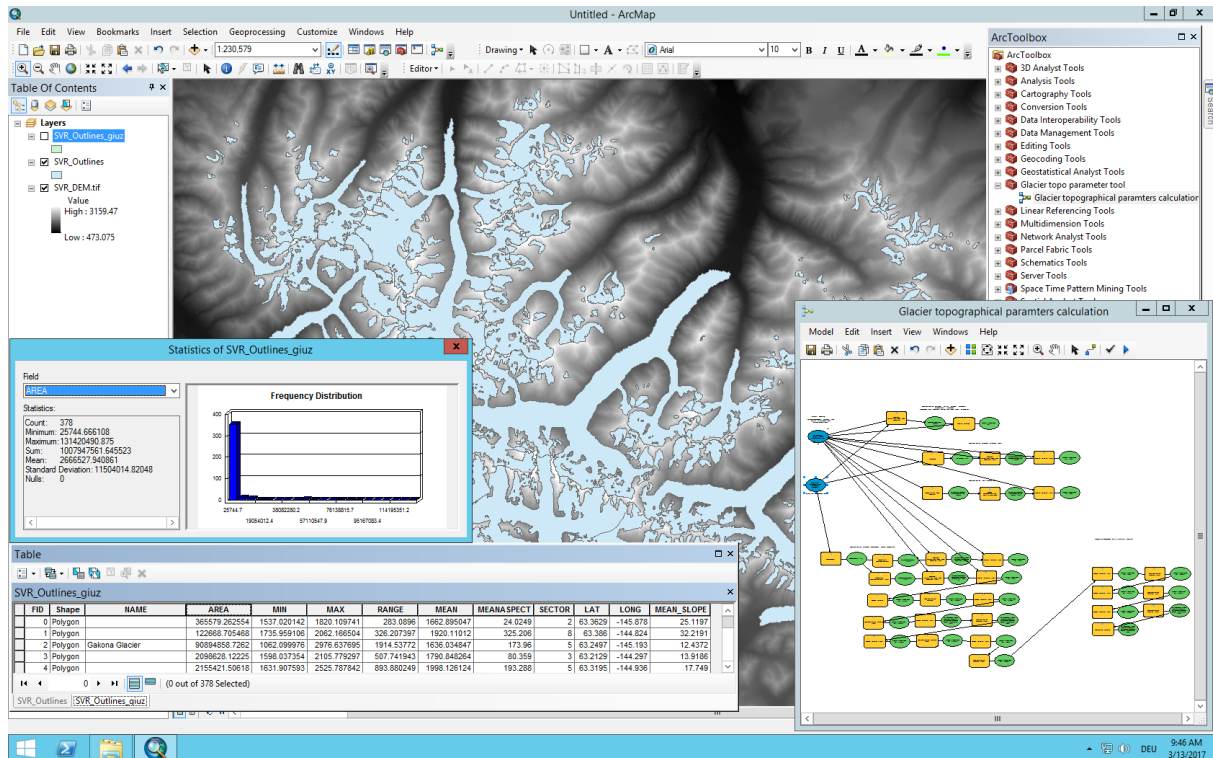 Untitled - ArcMap
File Edit View Bookmarks Insert Selection Geoprocessing Customize Windows Help
1:230,579
Drawing
Arial
10
B I U A
Editor
Table Of Contents
Layers
SVR_Outlines_giuz
SVR_Outlines
SVR_DEM.tif
Value
High : 3159.47
Low : 473.075
ArcToolbox
ArcToolbox
3D Analyst Tools
Analysis Tools
Cartography Tools
Conversion Tools
Data Interoperability Tools
Data Management Tools
Editing Tools
Geocoding Tools
Geostatistical Analyst Tools
Glacier topo parameter tool
Glacier topographical paramters calculation
Linear Referencing Tools
Multidimension Tools
Network Analyst Tools
Parcel Fabric Tools
Schematics Tools
Server Tools
Space Time Pattern Mining Tools
Search
Glacier topographical paramters calculation
Model Edit Insert View Windows Help
Statistics of SVR_Outlines_giuz
Field
AREA
Statistics:
Count: 378
Minimum: 25744.666108
Maximum: 131420490.875
Sum: 1007947561.645523
Mean: 2666527.940861
Standard Deviation: 11504014.82048
Nulls: 0
Frequency Distribution
400
300
200
100
0
25744.7 38082280.2 76138815.7 114195351.2
19054012.4 57110547.9 95167083.4
Table
SVR_Outlines_giuz
FID Shape NAME AREA MIN MAX RANGE MEAN MEANASPECT SECTOR LAT LONG MEAN_SLOPE
0 Polygon 365579.262554 1537.020142 1820.109741 283.0896 1662.895047 24.0249 2 63.3629 -145.878 25.1197
1 Polygon 122668.705468 1735.959106 2062.166504 326.207397 1920.11012 325.206 8 63.386 -144.824 32.2191
2 Polygon Gakona Glacier 90894858.7262 1062.099976 2976.637695 1914.53772 1636.034847 173.96 5 63.2497 -145.193 12.4372
3 Polygon 2098628.12225 1598.037354 2105.779297 507.741943 1790.848264 80.359 3 63.2129 -144.297 13.9186
4 Polygon 2155421.50618 1631.907593 2525.787842 893.880249 1998.126124 193.288 5 63.3195 -144.936 17.749
0 (0 out of 378 Selected)
SVR_Outlines SVR_Outlines_giuz
DEU
9:46 AM
3/13/2017